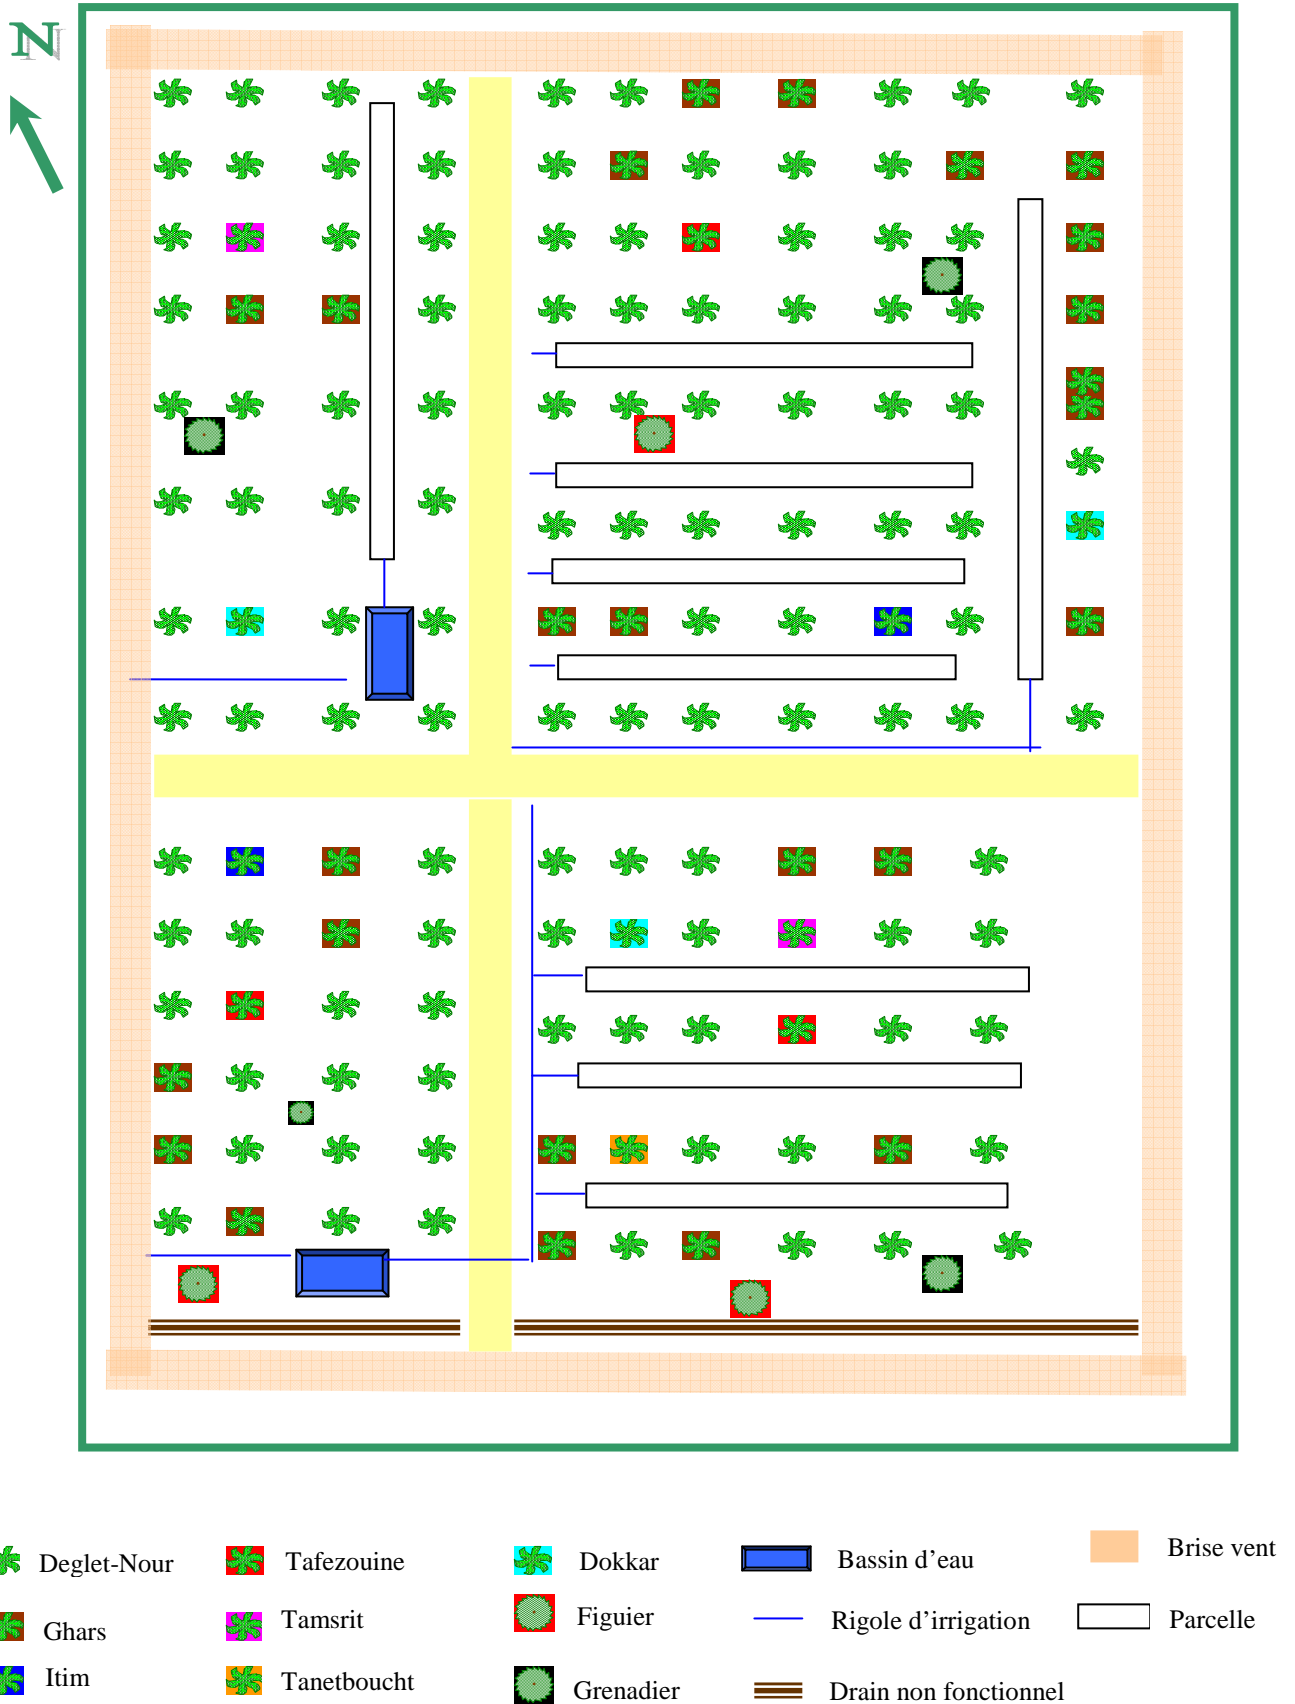 N
Deglet-Nour
Tafezouine
Dokkar
Bassin d'eau
Brise vent
Ghars
Tamsrit
Figuier
Rigole d'irrigation
Parcelle
Itim
Tanetboucht
Grenadier
Drain non fonctionnel